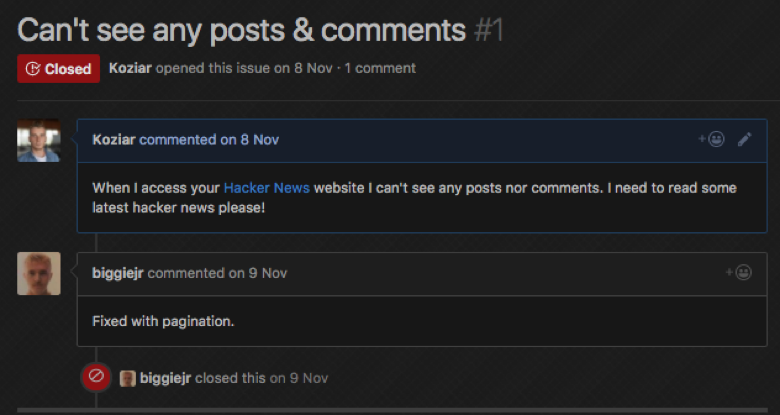 Can't see any posts & comments #1
Closed Koziar opened this issue on 8 Nov · 1 comment
Koziar commented on 8 Nov
When I access your Hacker News website I can't see any posts nor comments. I need to read some
latest hacker news please!
biggiejr commented on 9 Nov
Fixed with pagination.
biggiejr closed this on 9 Nov